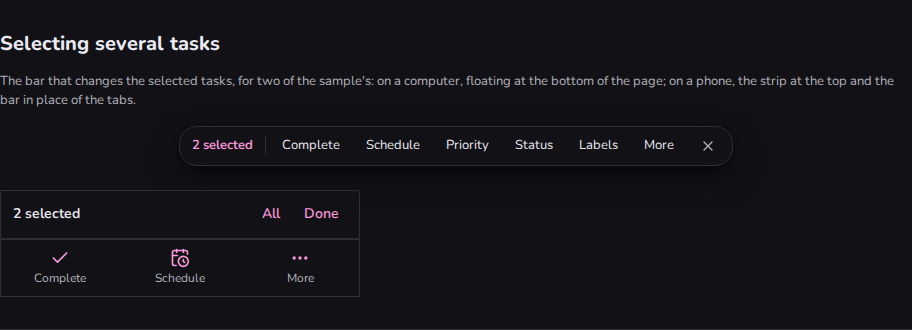 Selecting several tasks
The bar that changes the selected tasks, for two of the sample's: on a computer, floating at the bottom of the page; on a phone, the strip at the top and the
bar in place of the tabs.
2 selected Complete Schedule Priority Status Labels More
2 selected All Done
Complete Schedule More